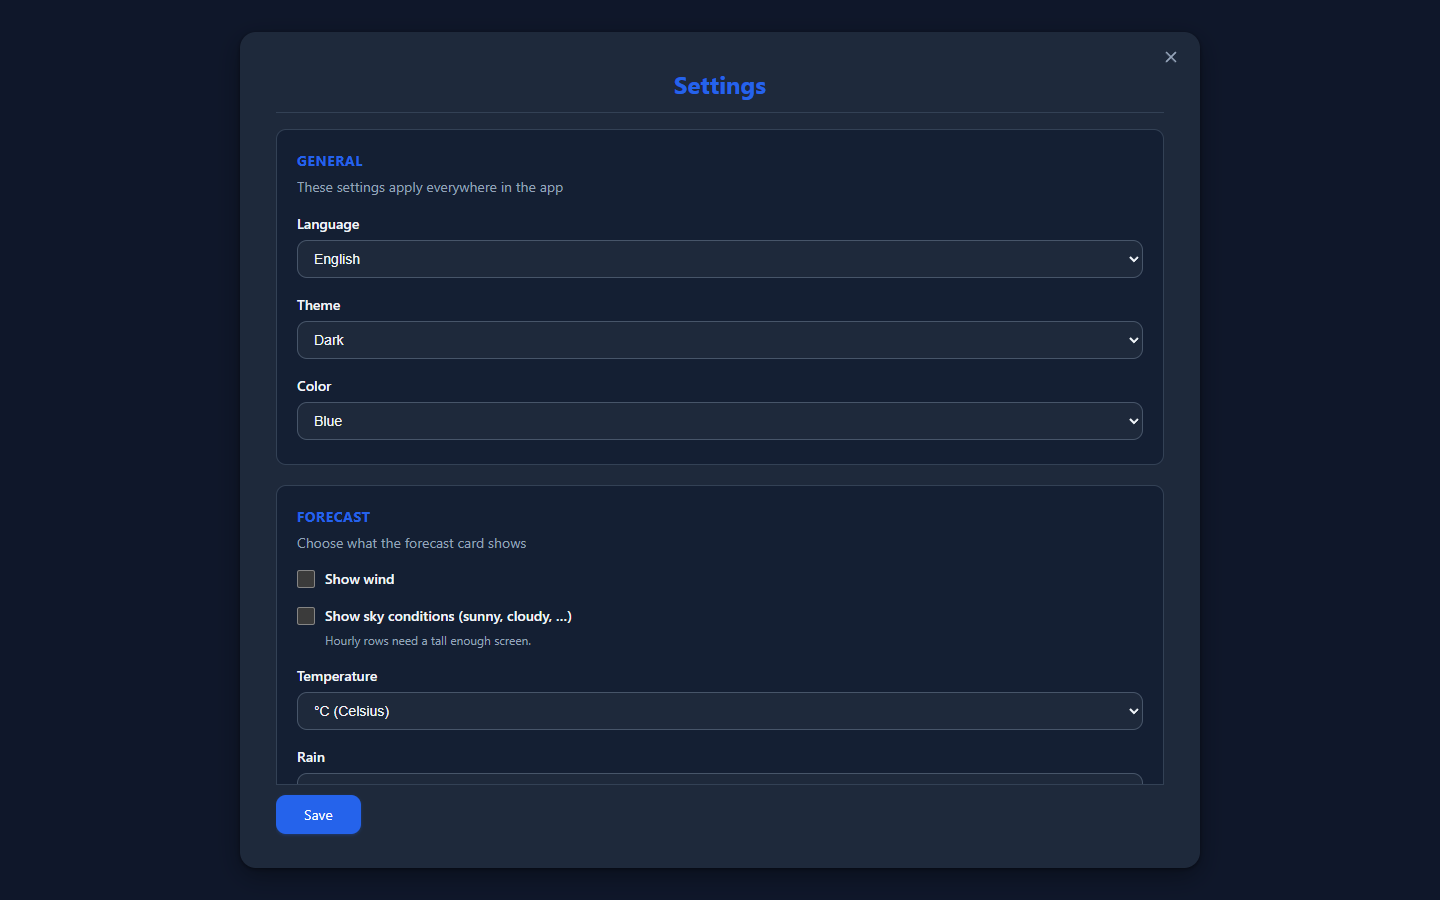 Settings
GENERAL
These settings apply everywhere in the app
Language
English
Theme
Dark
Color
Blue
FORECAST
Choose what the forecast card shows
Show wind
Show sky conditions (sunny, cloudy, ...)
Hourly rows need a tall enough screen.
Temperature
°C (Celsius)
Rain
Save